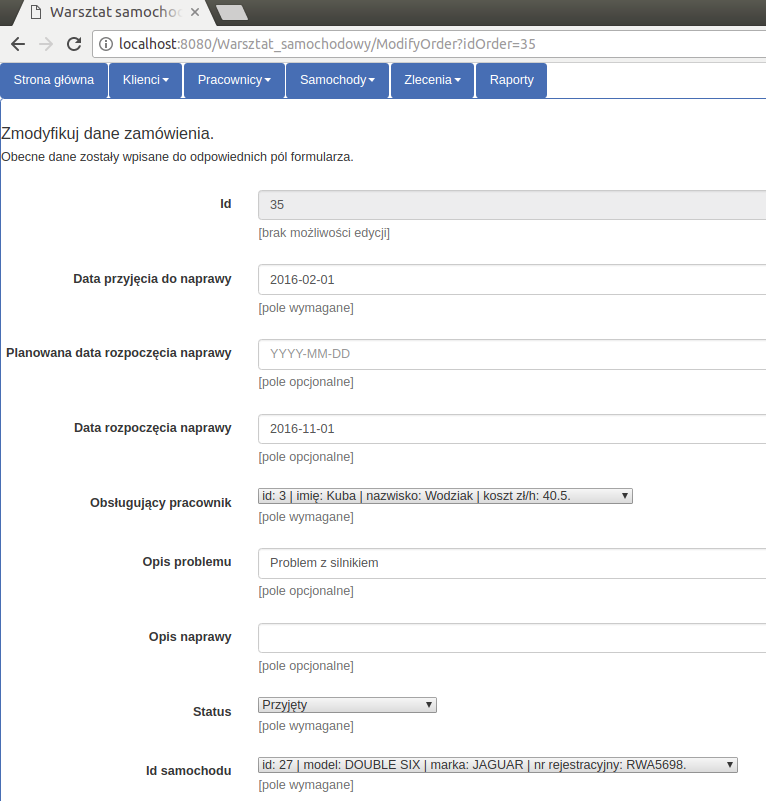 Warsztat samochod
localhost:8080/Warsztat_samochodowy/ModifyOrder?idOrder=35
Strona główna Klienci Pracownicy Samochody Zlecenia Raporty
Zmodyfikuj dane zamówienia.
Obecne dane zostały wpisane do odpowiednich pól formularza.
Id 35
[brak możliwości edycji]
Data przyjęcia do naprawy 2016-02-01
[pole wymagane]
Planowana data rozpoczęcia naprawy YYYY-MM-DD
[pole opcjonalne]
Data rozpoczęcia naprawy 2016-11-01
[pole opcjonalne]
Obsługujący pracownik id: 3 | imię: Kuba | nazwisko: Wodziak | koszt zł/h: 40.5.
[pole wymagane]
Opis problemu Problem z silnikiem
[pole opcjonalne]
Opis naprawy
[pole opcjonalne]
Status Przyjęty
[pole wymagane]
Id samochodu id: 27 | model: DOUBLE SIX | marka: JAGUAR | nr rejestracyjny: RWA5698.
[pole wymagane]